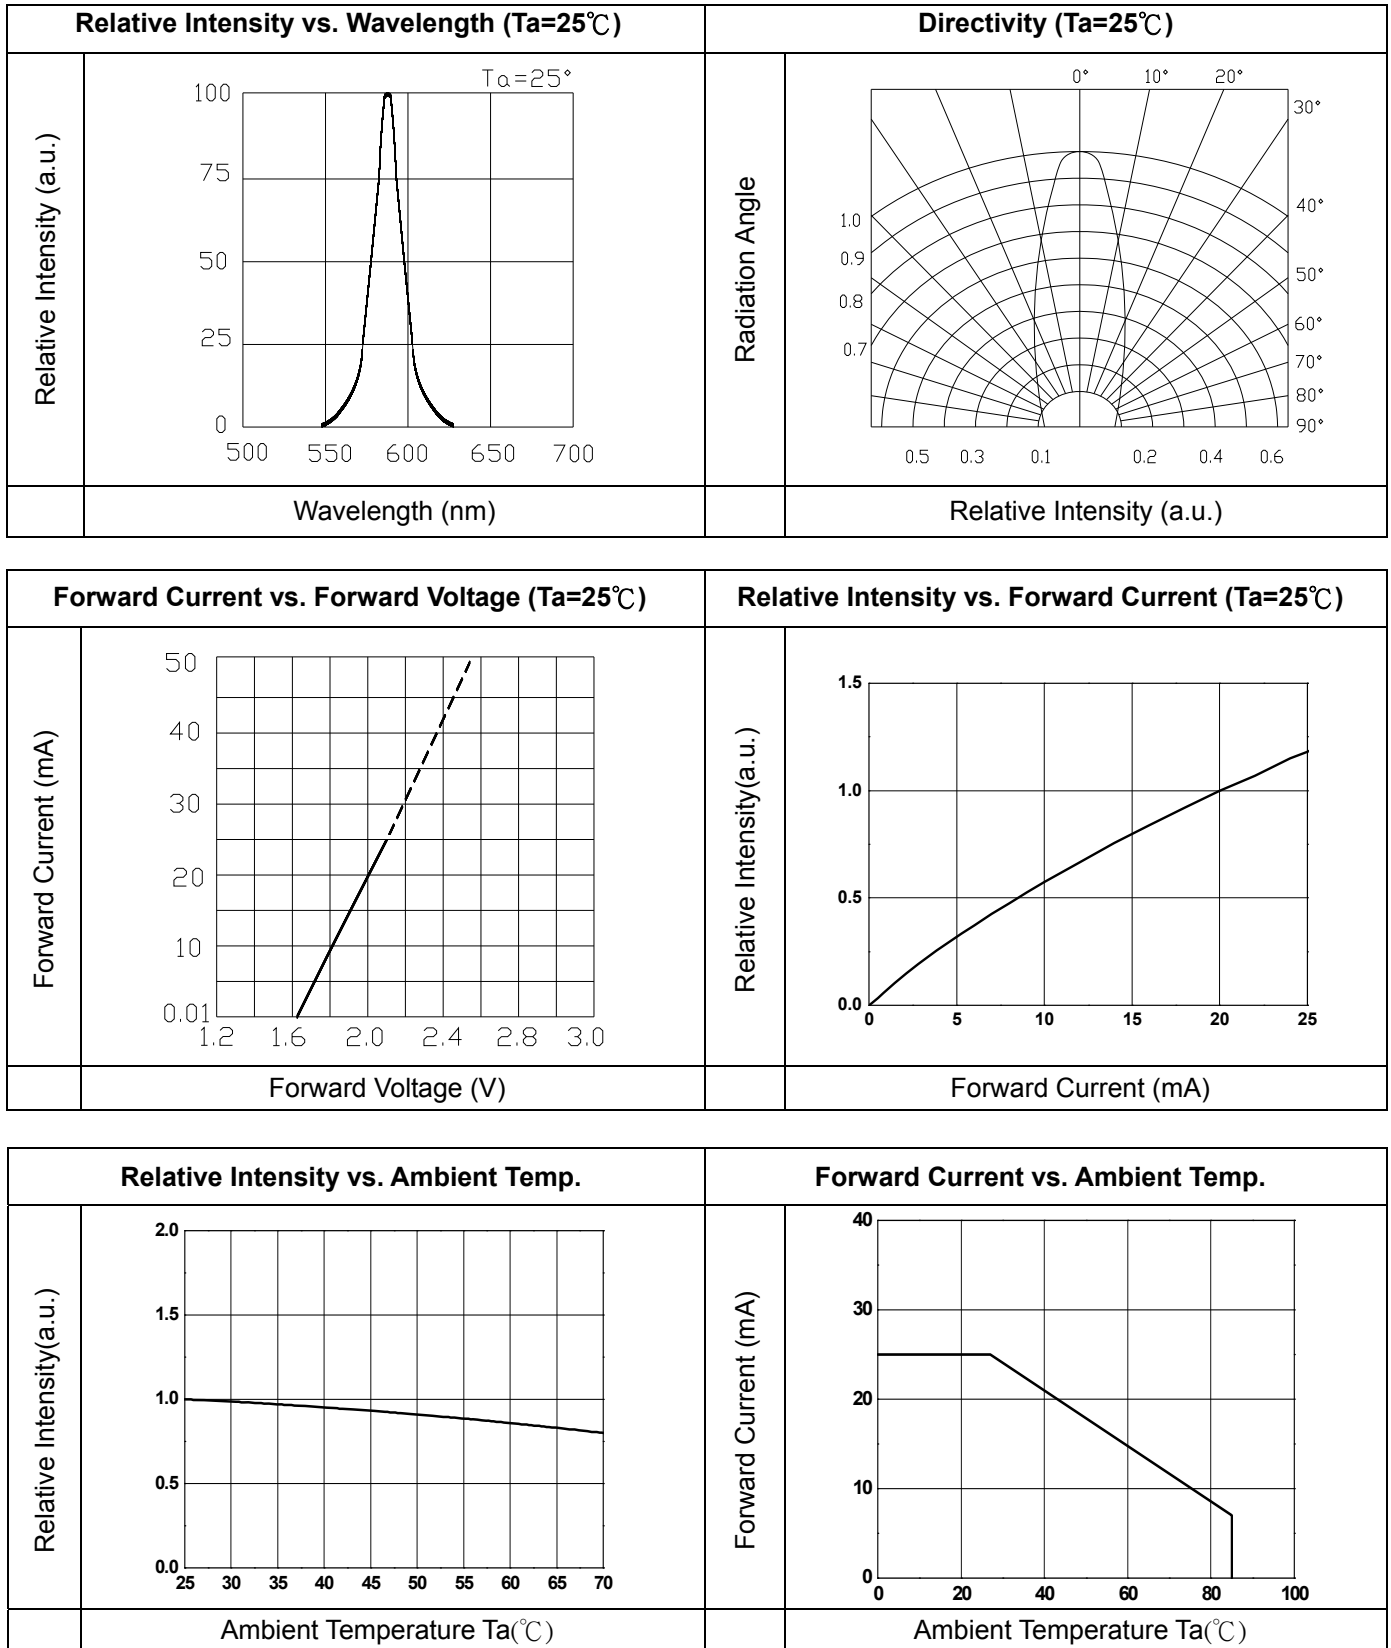 Relative Intensity vs. Wavelength (Ta=25℃)
Directivity (Ta=25℃)
Relative Intensity (a.u.)
Ta=25°
100
75
50
25
0
500 550 600 650 700
Wavelength (nm)
Radiation Angle
0° 10° 20°
30°
40°
50°
60°
70°
80°
90°
1.0
0.9
0.8
0.7
0.5 0.3 0.1 0.2 0.4 0.6
Relative Intensity (a.u.)
Forward Current vs. Forward Voltage (Ta=25℃)
Relative Intensity vs. Forward Current (Ta=25℃)
Forward Current (mA)
50
40
30
20
10
0.01
1.2 1.6 2.0 2.4 2.8 3.0
Forward Voltage (V)
Relative Intensity(a.u.)
1.5
1.0
0.5
0.0
0 5 10 15 20 25
Forward Current (mA)
Relative Intensity vs. Ambient Temp.
Forward Current vs. Ambient Temp.
Relative Intensity(a.u.)
2.0
1.5
1.0
0.5
0.0
25 30 35 40 45 50 55 60 65 70
Ambient Temperature Ta(℃)
Forward Current (mA)
40
30
20
10
0
0 20 40 60 80 100
Ambient Temperature Ta(℃)